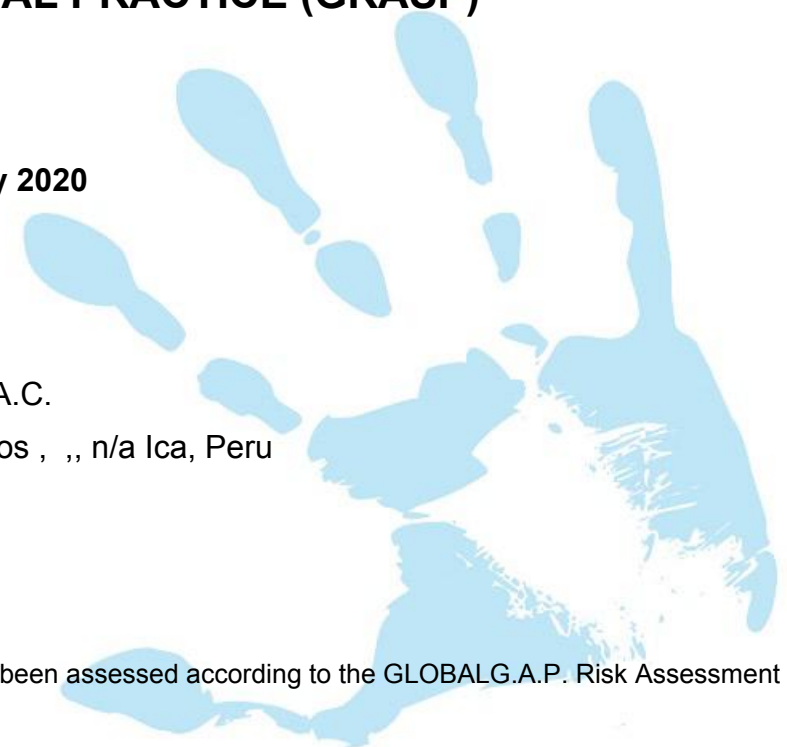 AL PRACTICE (GRASP)
y 2020
A.C.
os , ,, n/a Ica, Peru
been assessed according to the GLOBALG.A.P. Risk Assessment